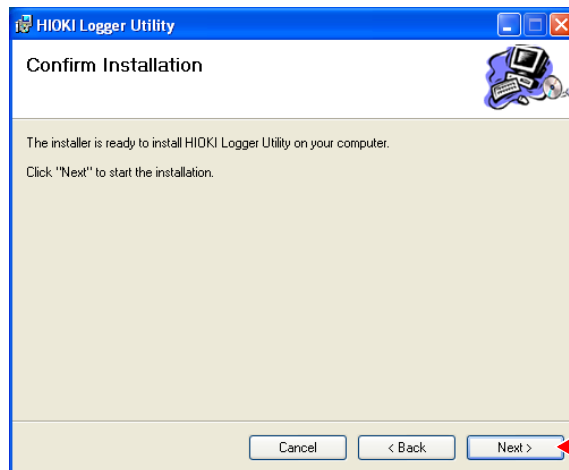 HIOKI Logger Utility
Confirm Installation
The installer is ready to install HIOKI Logger Utility on your computer.
Click "Next" to start the installation.
Cancel
< Back
Next >